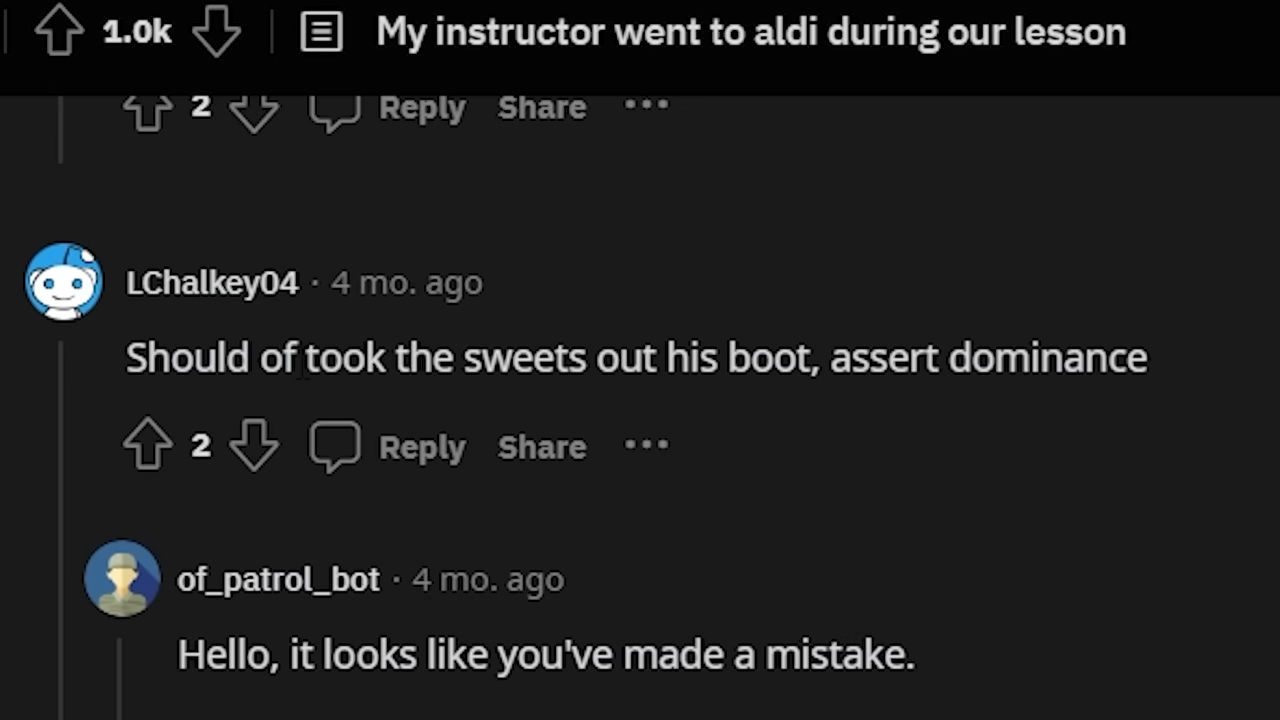 1.0k My instructor went to aldi during our lesson
2 Reply Share ...
LChalkey04 · 4 mo. ago
Should of took the sweets out his boot, assert dominance
2 Reply Share ...
of_patrol_bot · 4 mo. ago
Hello, it looks like you've made a mistake.